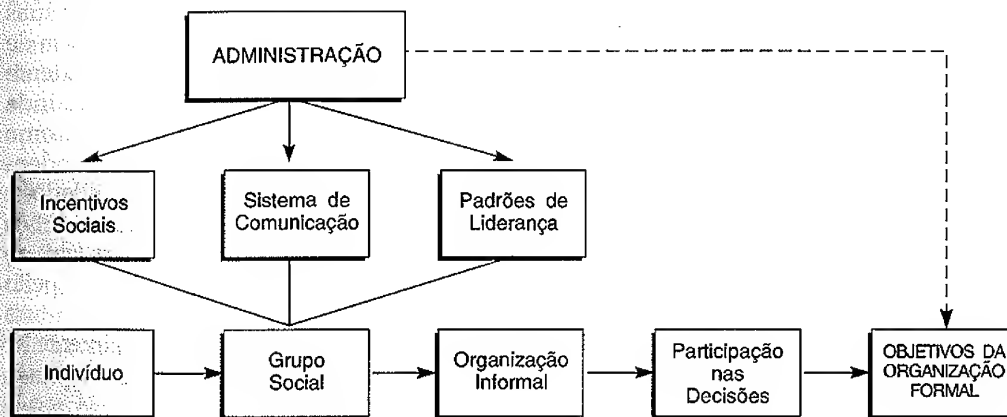 ADMINISTRAÇÃO
Incentivos
Sociais
Sistema de
Comunicação
Padrões de
Liderança
Indivíduo
Grupo
Social
Organização
Informal
Participação
nas
Decisões
OBJETIVOS DA
ORGANIZAÇÃO
FORMAL